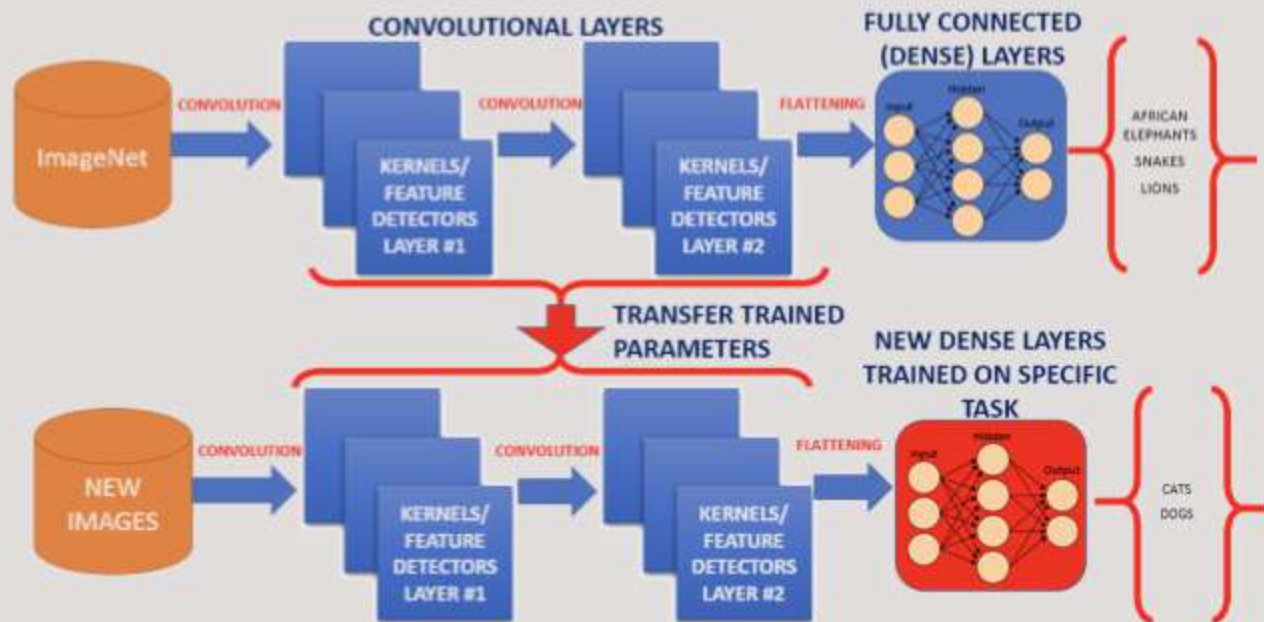 CONVOLUTIONAL LAYERS
FULLY CONNECTED
(DENSE) LAYERS
ImageNet
CONVOLUTION
KERNELS/
FEATURE
DETECTORS
LAYER #1
CONVOLUTION
KERNELS/
FEATURE
DETECTORS
LAYER #2
FLATTENING
Input
Hidden
Output
AFRICAN
ELEPHANTS
SNAKES
LIONS
TRANSFER TRAINED
PARAMETERS
NEW DENSE LAYERS
TRAINED ON SPECIFIC
TASK
NEW
IMAGES
CONVOLUTION
KERNELS/
FEATURE
DETECTORS
LAYER #1
CONVOLUTION
KERNELS/
FEATURE
DETECTORS
LAYER #2
FLATTENING
Input
Hidden
Output
CATS
DOGS